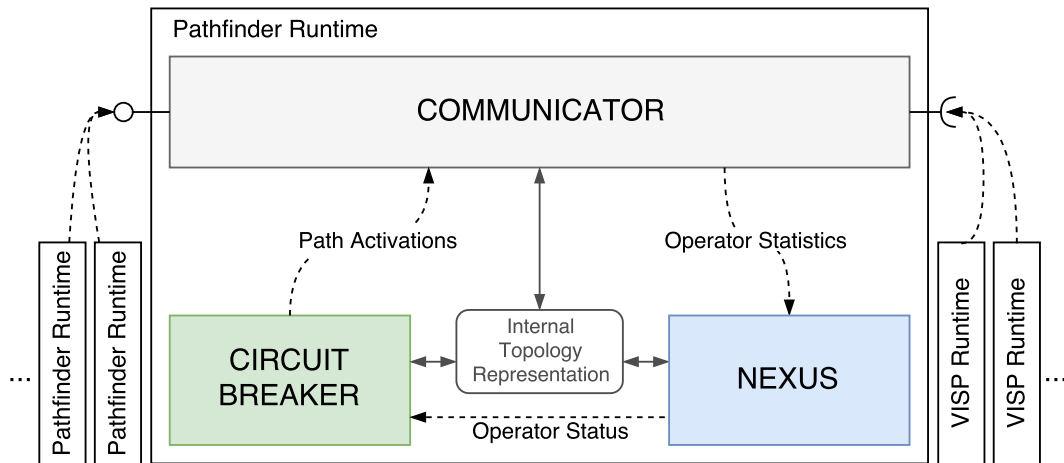 Pathfinder Runtime
COMMUNICATOR
Path Activations
Operator Statistics
Pathfinder Runtime
Pathfinder Runtime
VISP Runtime
VISP Runtime
Internal
Topology
Representation
CIRCUIT
BREAKER
NEXUS
...
...
Operator Status